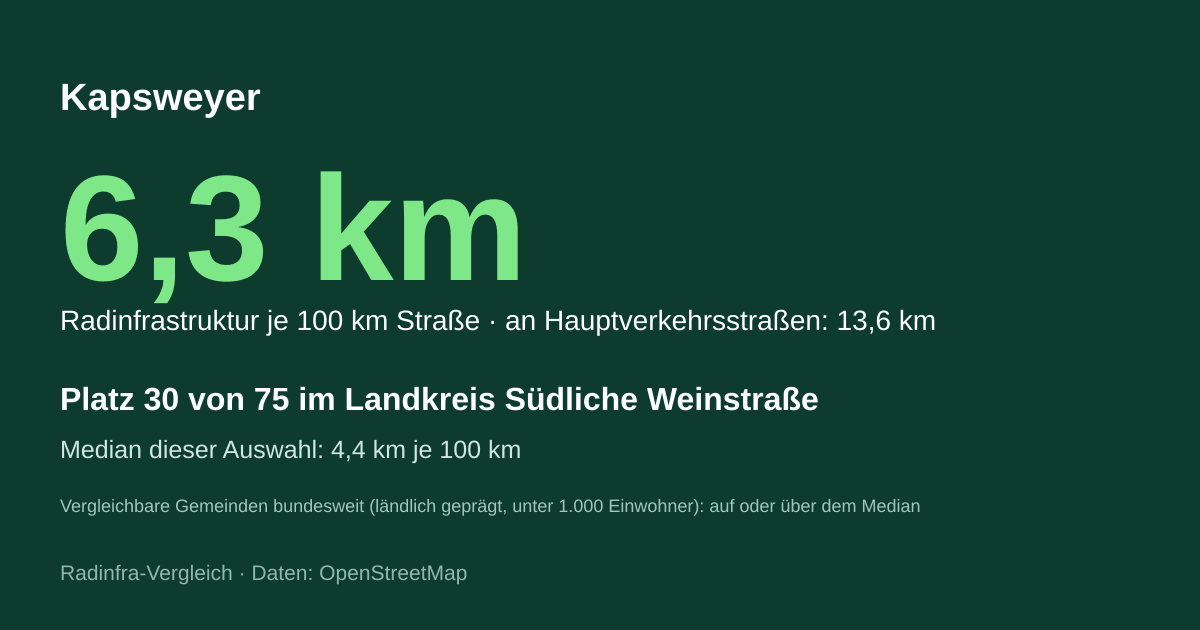 Kapsweyer
6,3 km
Radinfrastruktur je 100 km Straße · an Hauptverkehrsstraßen: 13,6 km
Platz 30 von 75 im Landkreis Südliche Weinstraße
Median dieser Auswahl: 4,4 km je 100 km
Vergleichbare Gemeinden bundesweit (ländlich geprägt, unter 1.000 Einwohner): auf oder über dem Median
Radinfra-Vergleich · Daten: OpenStreetMap